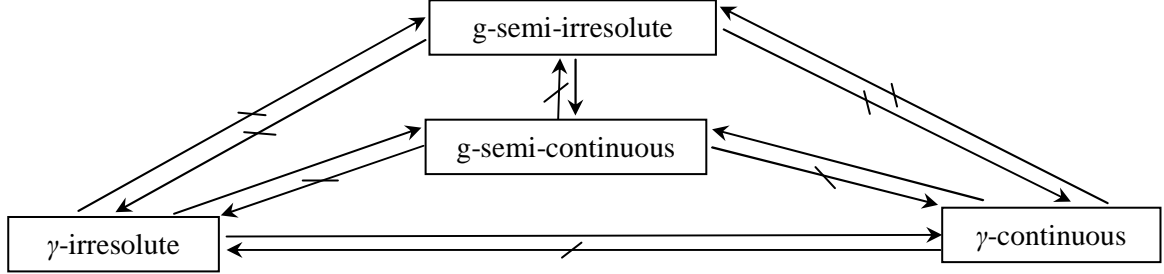 g-semi-irresolute
g-semi-continuous
γ-irresolute
γ-continuous